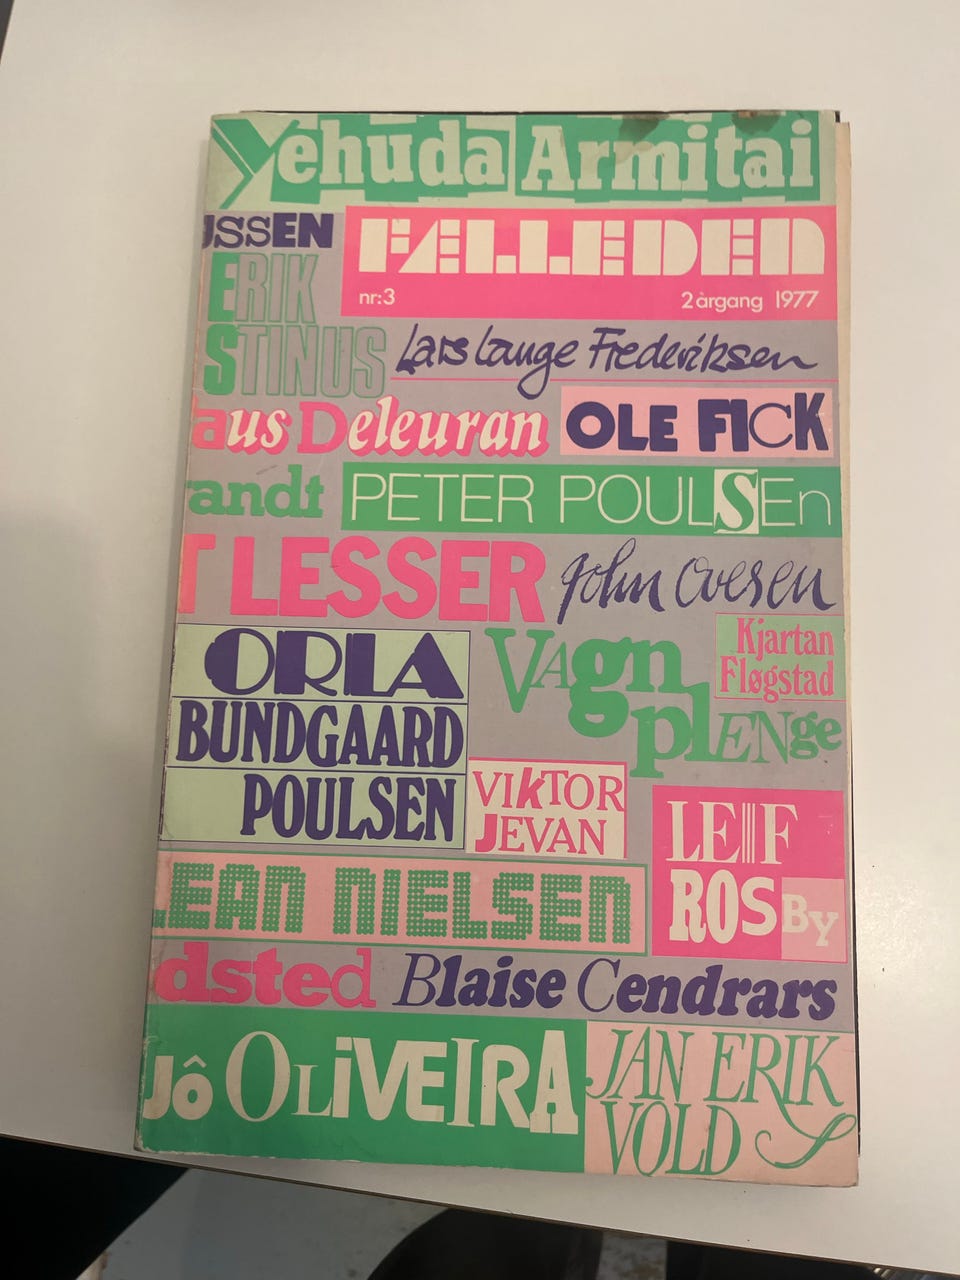 Yehuda Armitai
USSEN
FÆLLEDEN
nr:3 2 årgang 1977
ERIK
STINUS
Lars Lauge Frederiksen
aus Deleuran
OLE FICK
andt
PETER POULSEn
T LESSER
John Ovesen
ORLA
BUNDGAARD
POULSEN
VAgn
plENge
Kjartan
Fløgstad
VIkTOR
JEVAN
LEIF
ROSBy
EAN NIELSEN
dsted
Blaise Cendrars
Jô OLiVEIRA
JAN ERIK
VOLD